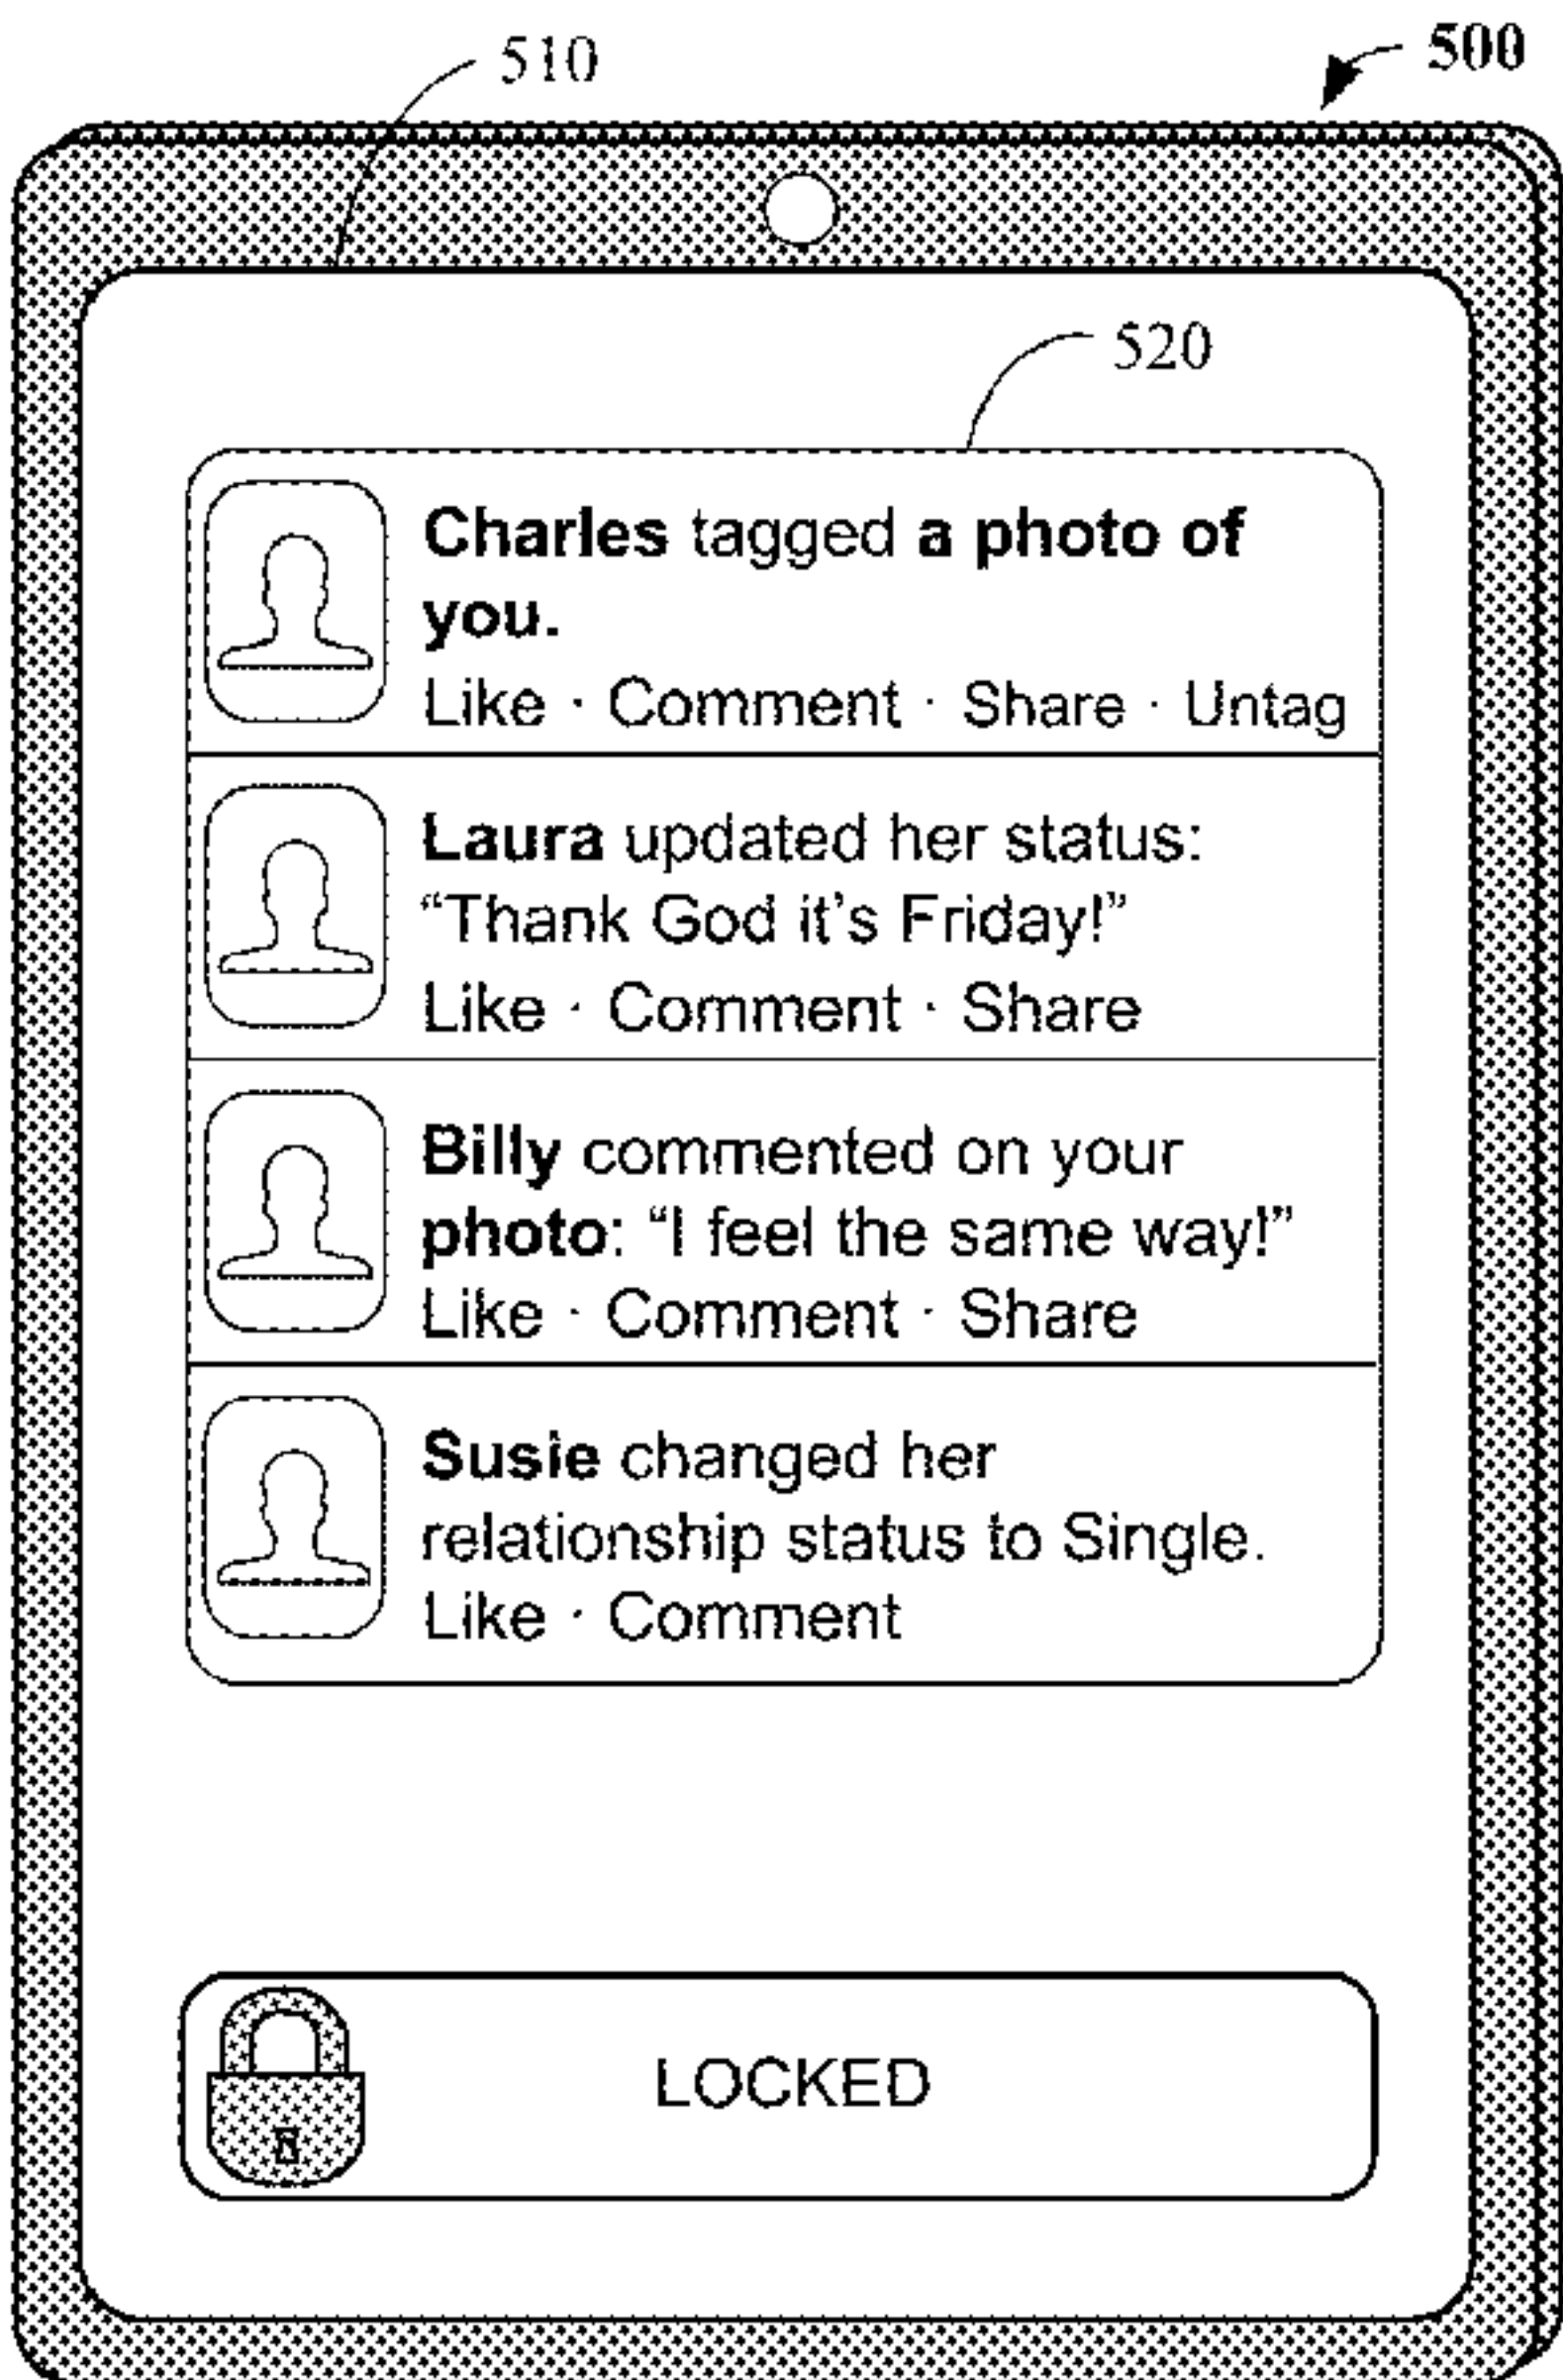 510
500
520
Charles tagged a photo of
you.
Like · Comment · Share · Untag
Laura updated her status:
“Thank God it’s Friday!”
Like · Comment · Share
Billy commented on your
photo: “I feel the same way!”
Like · Comment · Share
Susie changed her
relationship status to Single.
Like · Comment
LOCKED